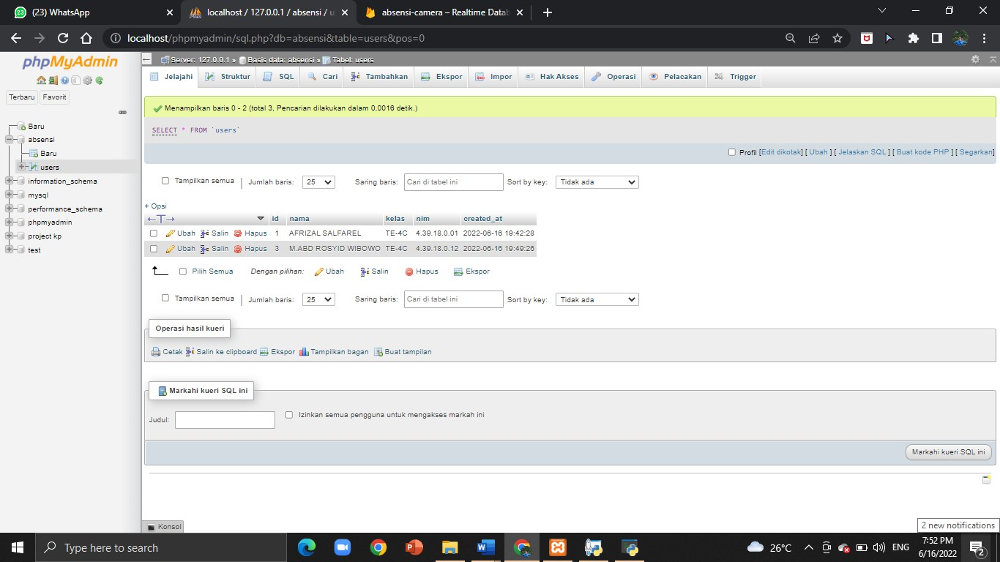 (23) WhatsApp
localhost / 127.0.0.1 / absensi / u
absensi-camera – Realtime Datab
localhost/phpmyadmin/sql.php?db=absensi&table=users&pos=0
phpMyAdmin
Terbaru Favorit
Baru
absensi
Baru
users
information_schema
mysql
performance_schema
phpmyadmin
project kp
test
Server: 127.0.0.1 » Basis data: absensi » Tabel: users
Jelajahi Struktur SQL Cari Tambahkan Ekspor Impor Hak Akses Operasi Pelacakan Trigger
Menampilkan baris 0 - 2 (total 3, Pencarian dilakukan dalam 0,0016 detik.)
SELECT * FROM `users`
Profil [Edit dikotak] [ Ubah ] [ Jelaskan SQL ] [ Buat kode PHP ] [ Segarkan]
Tampilkan semua | Jumlah baris: 25 Saring baris: Cari di tabel ini Sort by key: Tidak ada
+ Opsi
←T→ id nama kelas nim created_at
Ubah Salin Hapus 1 AFRIZAL SALFAREL TE-4C 4.39.18.0.01 2022-06-16 19:42:28
Ubah Salin Hapus 3 M.ABD ROSYID WIBOWO TE-4C 4.39.18.0.12 2022-06-16 19:49:26
Pilih Semua Dengan pilihan: Ubah Salin Hapus Ekspor
Tampilkan semua | Jumlah baris: 25 Saring baris: Cari di tabel ini Sort by key: Tidak ada
Operasi hasil kueri
Cetak Salin ke clipboard Ekspor Tampilkan bagan Buat tampilan
Markahi kueri SQL ini
Judul: Izinkan semua pengguna untuk mengakses markah ini
Markahi kueri SQL ini
Konsol
2 new notifications
Type here to search
26°C
ENG
7:52 PM
6/16/2022
2